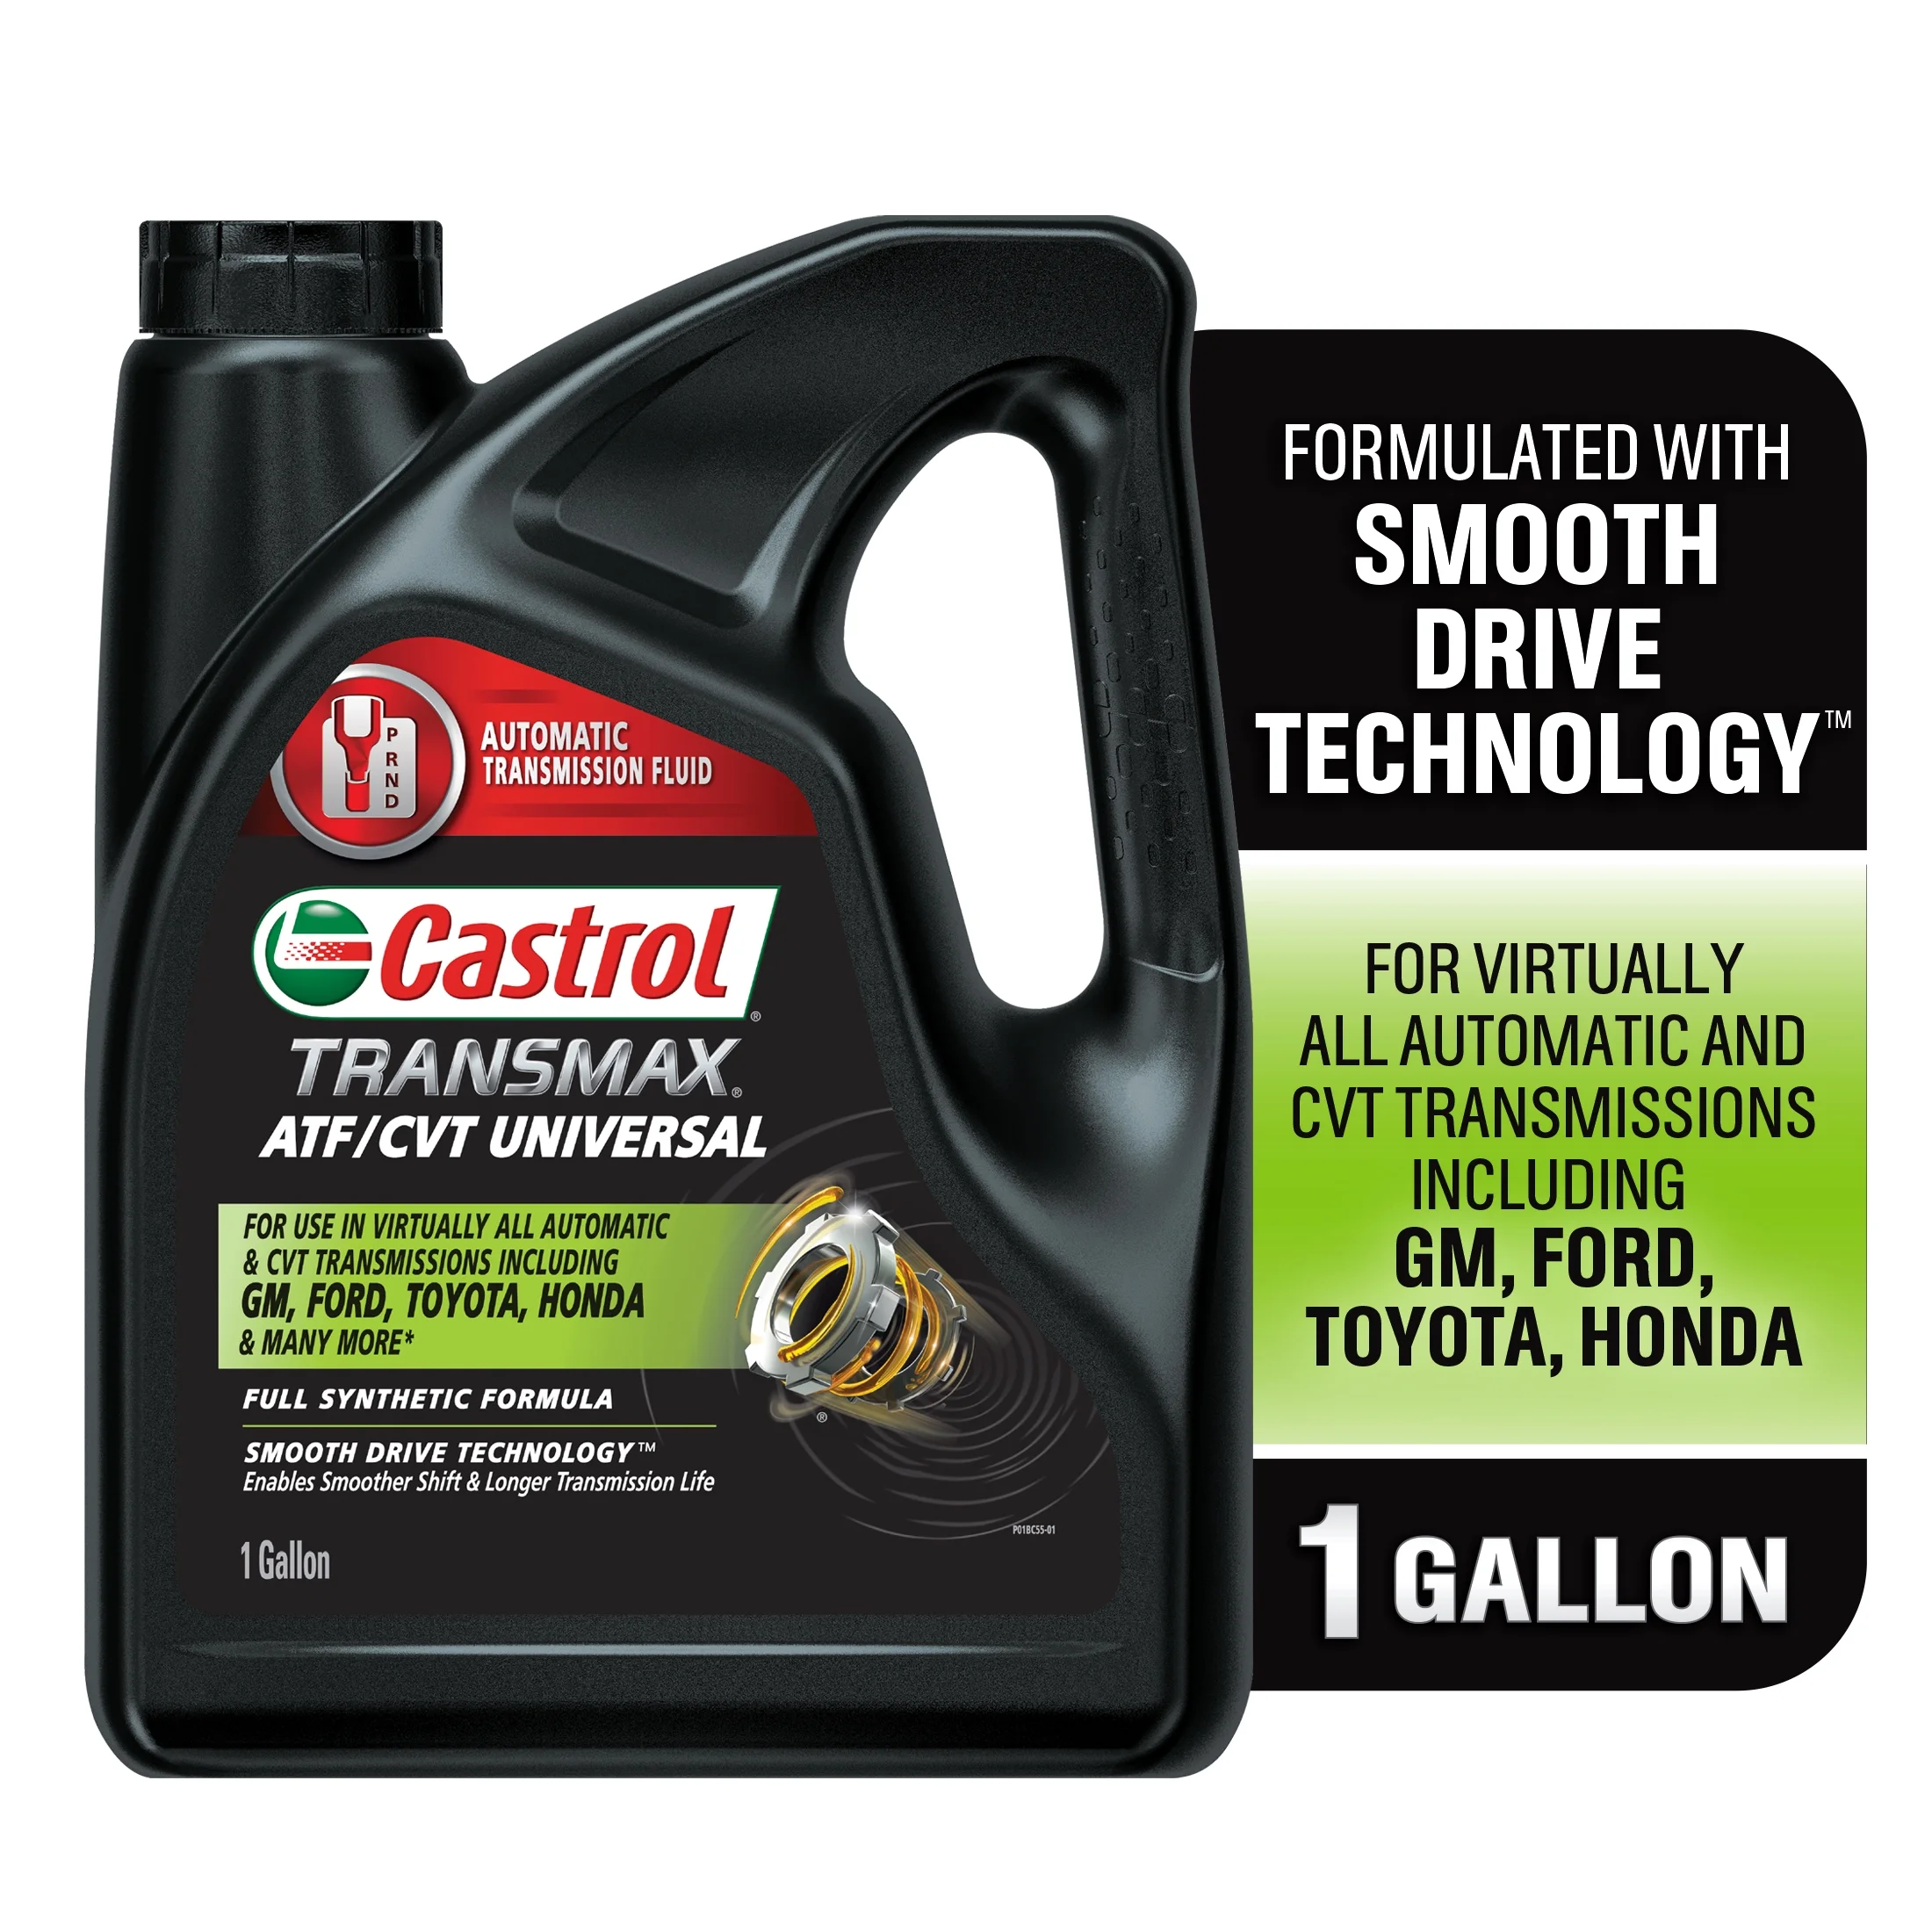 P
R
N
D
AUTOMATIC
TRANSMISSION FLUID
Castrol®
TRANSMAX®
ATF/CVT UNIVERSAL
FOR USE IN VIRTUALLY ALL AUTOMATIC
& CVT TRANSMISSIONS INCLUDING
GM, FORD, TOYOTA, HONDA
& MANY MORE*
®
FULL SYNTHETIC FORMULA
SMOOTH DRIVE TECHNOLOGY™
Enables Smoother Shift & Longer Transmission Life
P01BC55-01
1 Gallon
FORMULATED WITH
SMOOTH
DRIVE
TECHNOLOGY™
FOR VIRTUALLY
ALL AUTOMATIC AND
CVT TRANSMISSIONS
INCLUDING
GM, FORD,
TOYOTA, HONDA
1 GALLON